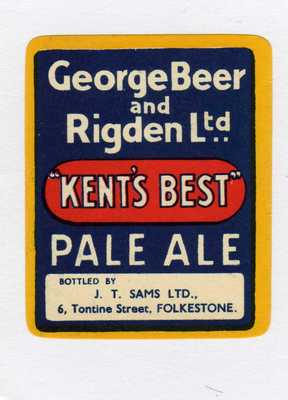 George Beer
and
Rigden Ltd
"KENT'S BEST"
PALE ALE
BOTTLED BY
J. T. SAMS LTD.,
6, Tontine Street, FOLKESTONE.